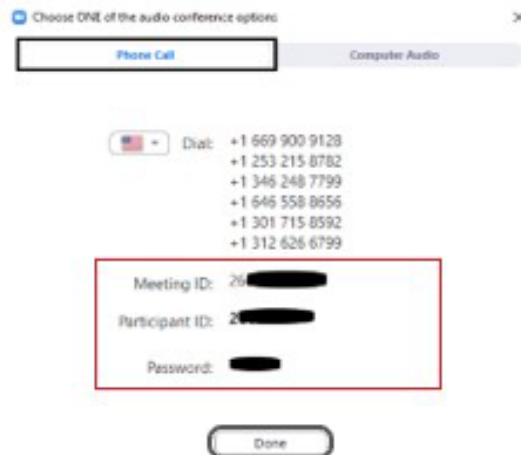 Choose ONE of the audio conference options
Phone Call
Computer Audio
Dial: +1 669 900 9128
+1 253 215 8782
+1 346 248 7799
+1 646 558 8656
+1 301 715 8592
+1 312 626 6799
Meeting ID: 26
Participant ID: 2
Password:
Done